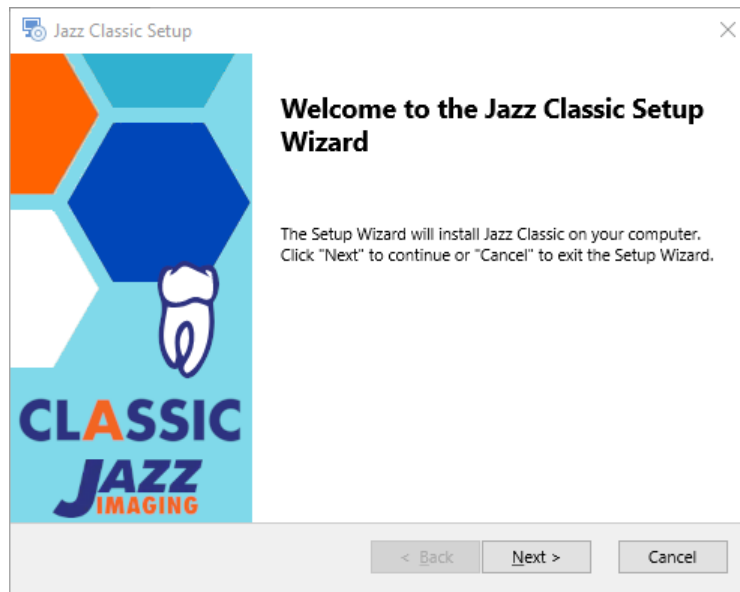 Jazz Classic Setup
Welcome to the Jazz Classic Setup
Wizard
The Setup Wizard will install Jazz Classic on your computer.
Click "Next" to continue or "Cancel" to exit the Setup Wizard.
CLASSIC
JAZZ
IMAGING
< Back
Next >
Cancel